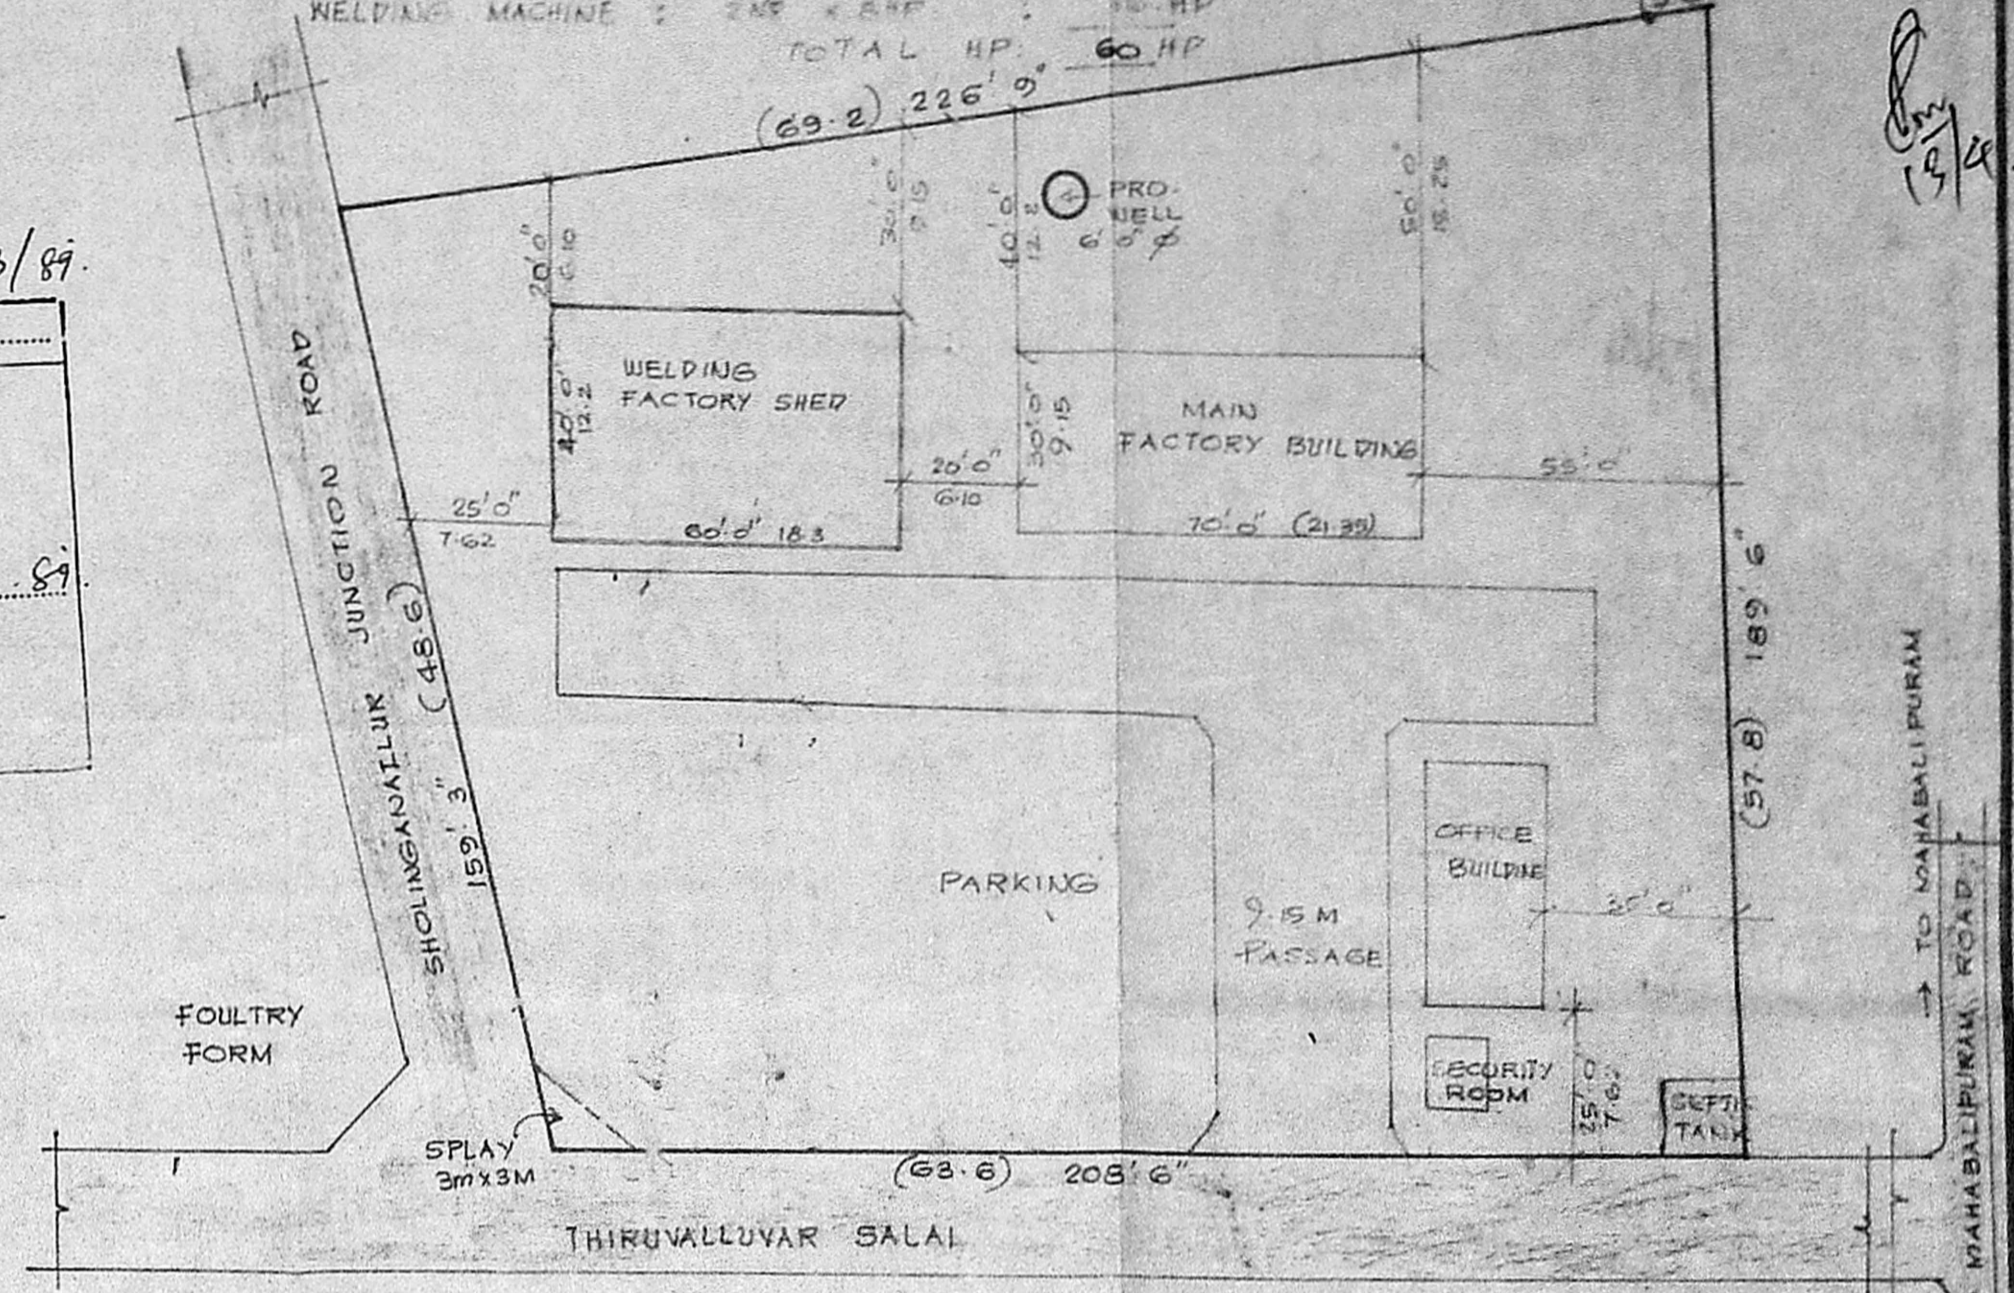 WELDING MACHINE :
TOTAL HP: 60 HP
(69.2) 226' 9"
/89.
20'0"
6.10
30'0"
9.15
40'0"
12.2
PRO-
WELL
6'0" φ
50'0"
15.25
WELDING
FACTORY SHED
40'0"
12.2
60'0" 18.3
20'0"
6.10
MAIN
FACTORY BUILDING
30'0"
9.15
70'0" (21.35)
55'0"
25'0"
7.62
89.
SHOLINGANALLUR JUNCTION ROAD
159' 3" (48.6)
(57.8) 189' 6"
PARKING
9.15 M
PASSAGE
OFFICE
BUILDING
35'0"
→ TO MAHABALIPURAM
MAHABALIPURAM ROAD
FOULTRY
FORM
SECURITY
ROOM
25'0"
7.62
SEPTIC
TANK
SPLAY
3m x 3M
(63.6) 208' 6"
THIRUVALLUVAR SALAI